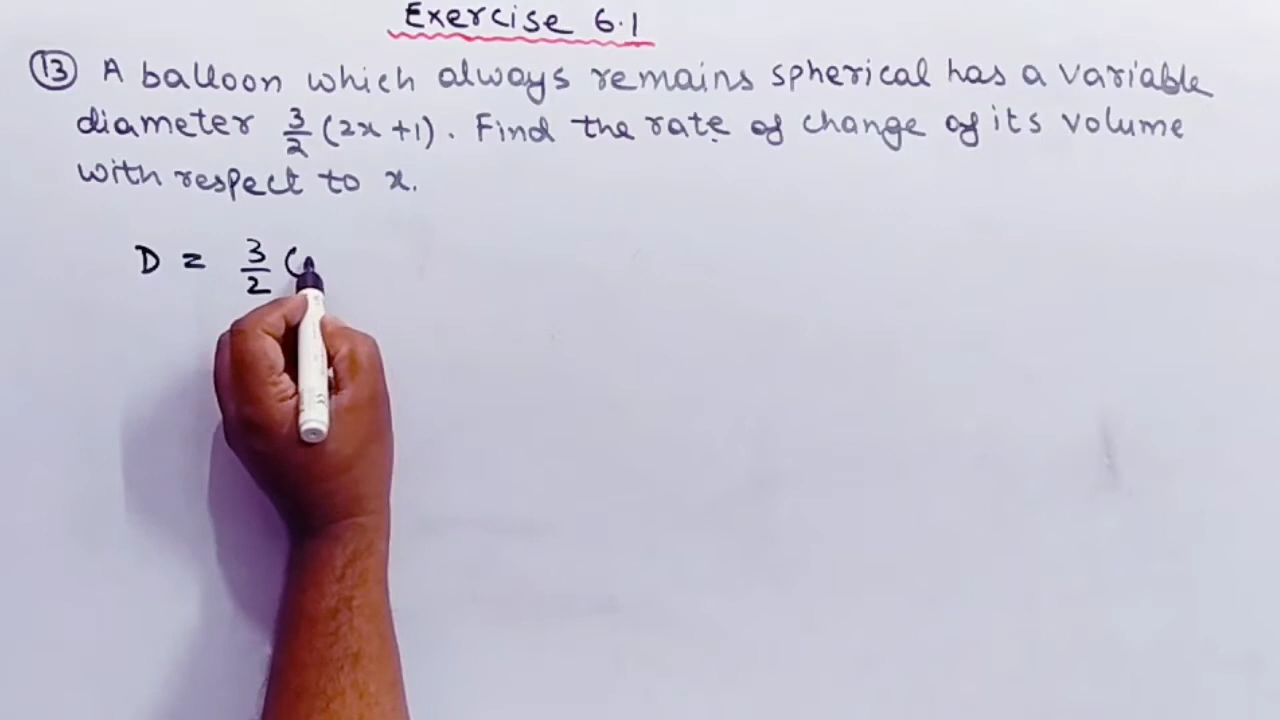 Exercise 6.1
13 A balloon which always remains spherical has a variable
diameter 3/2 (2x+1). Find the rate of change of its volume
with respect to x.
D = 3/2 (